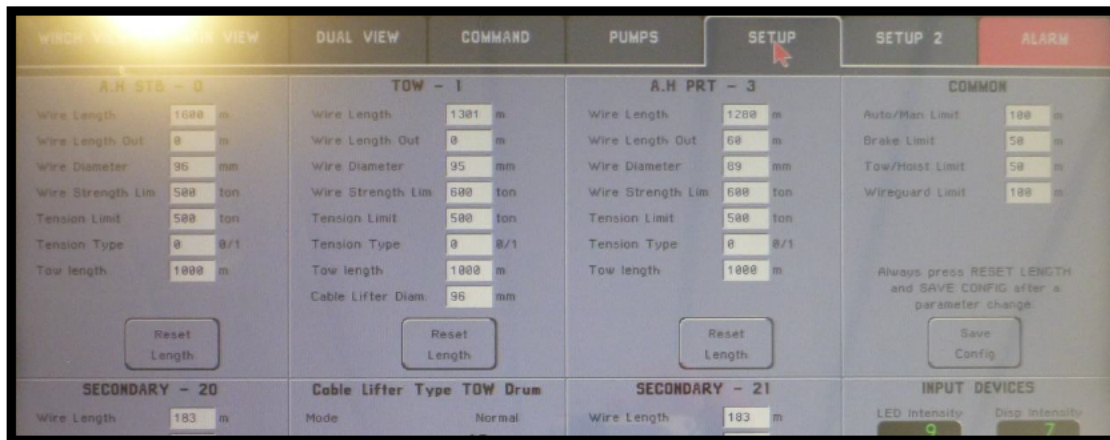 WINCH VIEW DUAL VIEW COMMAND PUMPS SETUP SETUP 2 ALARM
A.H STB - 0
Wire Length 1600 m
Wire Length Out 0 m
Wire Diameter 96 mm
Wire Strength Lim 500 ton
Tension Limit 500 ton
Tension Type 0 0/1
Tow length 1000 m
Reset
Length
TOW - 1
Wire Length 1301 m
Wire Length Out 0 m
Wire Diameter 95 mm
Wire Strength Lim 600 ton
Tension Limit 500 ton
Tension Type 0 0/1
Tow length 1000 m
Cable Lifter Diam. 96 mm
Reset
Length
A.H PRT - 3
Wire Length 1280 m
Wire Length Out 60 m
Wire Diameter 89 mm
Wire Strength Lim 600 ton
Tension Limit 500 ton
Tension Type 0 0/1
Tow length 1000 m
Reset
Length
COMMON
Auto/Man Limit 100 m
Brake Limit 50 m
Tow/Hoist Limit 50 m
Wireguard Limit 100 m
Always press RESET LENGTH
and SAVE CONFIG after a
parameter change
Save
Config
SECONDARY - 20
Wire Length 183 m
Cable Lifter Type TOW Drum
Mode Normal
SECONDARY - 21
Wire Length 183 m
INPUT DEVICES
LED Intensity Disp Intensity
9 7